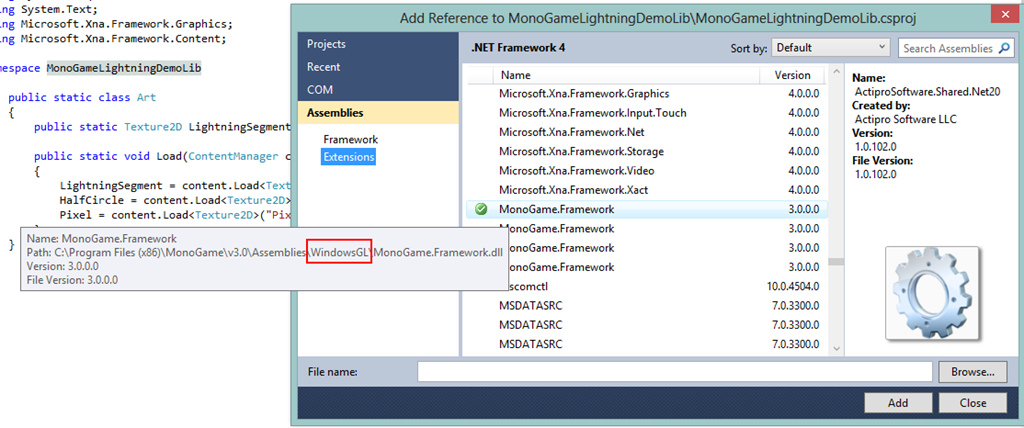 ng System.Text;
ng Microsoft.Xna.Framework.Graphics;
ng Microsoft.Xna.Framework.Content;
mespace MonoGameLightningDemoLib
public static class Art
{
public static Texture2D LightningSegment
public static void Load(ContentManager c
{
LightningSegment = content.Load<Text
HalfCircle = content.Load<Texture2D>
Pixel = content.Load<Texture2D>("Pix
}
Name: MonoGame.Framework
Path: C:\Program Files (x86)\MonoGame\v3.0\Assemblies\WindowsGL\MonoGame.Framework.dll
Version: 3.0.0.0
File Version: 3.0.0.0
Add Reference to MonoGameLightningDemoLib\MonoGameLightningDemoLib.csproj
Projects
Recent
COM
Assemblies
Framework
Extensions
.NET Framework 4
Sort by: Default
Search Assemblies
Name Version
Microsoft.Xna.Framework.Graphics 4.0.0.0
Microsoft.Xna.Framework.Input.Touch 4.0.0.0
Microsoft.Xna.Framework.Net 4.0.0.0
Microsoft.Xna.Framework.Storage 4.0.0.0
Microsoft.Xna.Framework.Video 4.0.0.0
Microsoft.Xna.Framework.Xact 4.0.0.0
MonoGame.Framework 3.0.0.0
MonoGame.Framework 3.0.0.0
onoGame.Framework 3.0.0.0
onoGame.Framework 3.0.0.0
scomctl 10.0.4504.0
MSDATASRC 7.0.3300.0
MSDATASRC 7.0.3300.0
MSDATASRC 7.0.3300.0
Name:
ActiproSoftware.Shared.Net20
Created by:
Actipro Software LLC
Version:
1.0.102.0
File Version:
1.0.102.0
File name:
Browse...
Add
Close